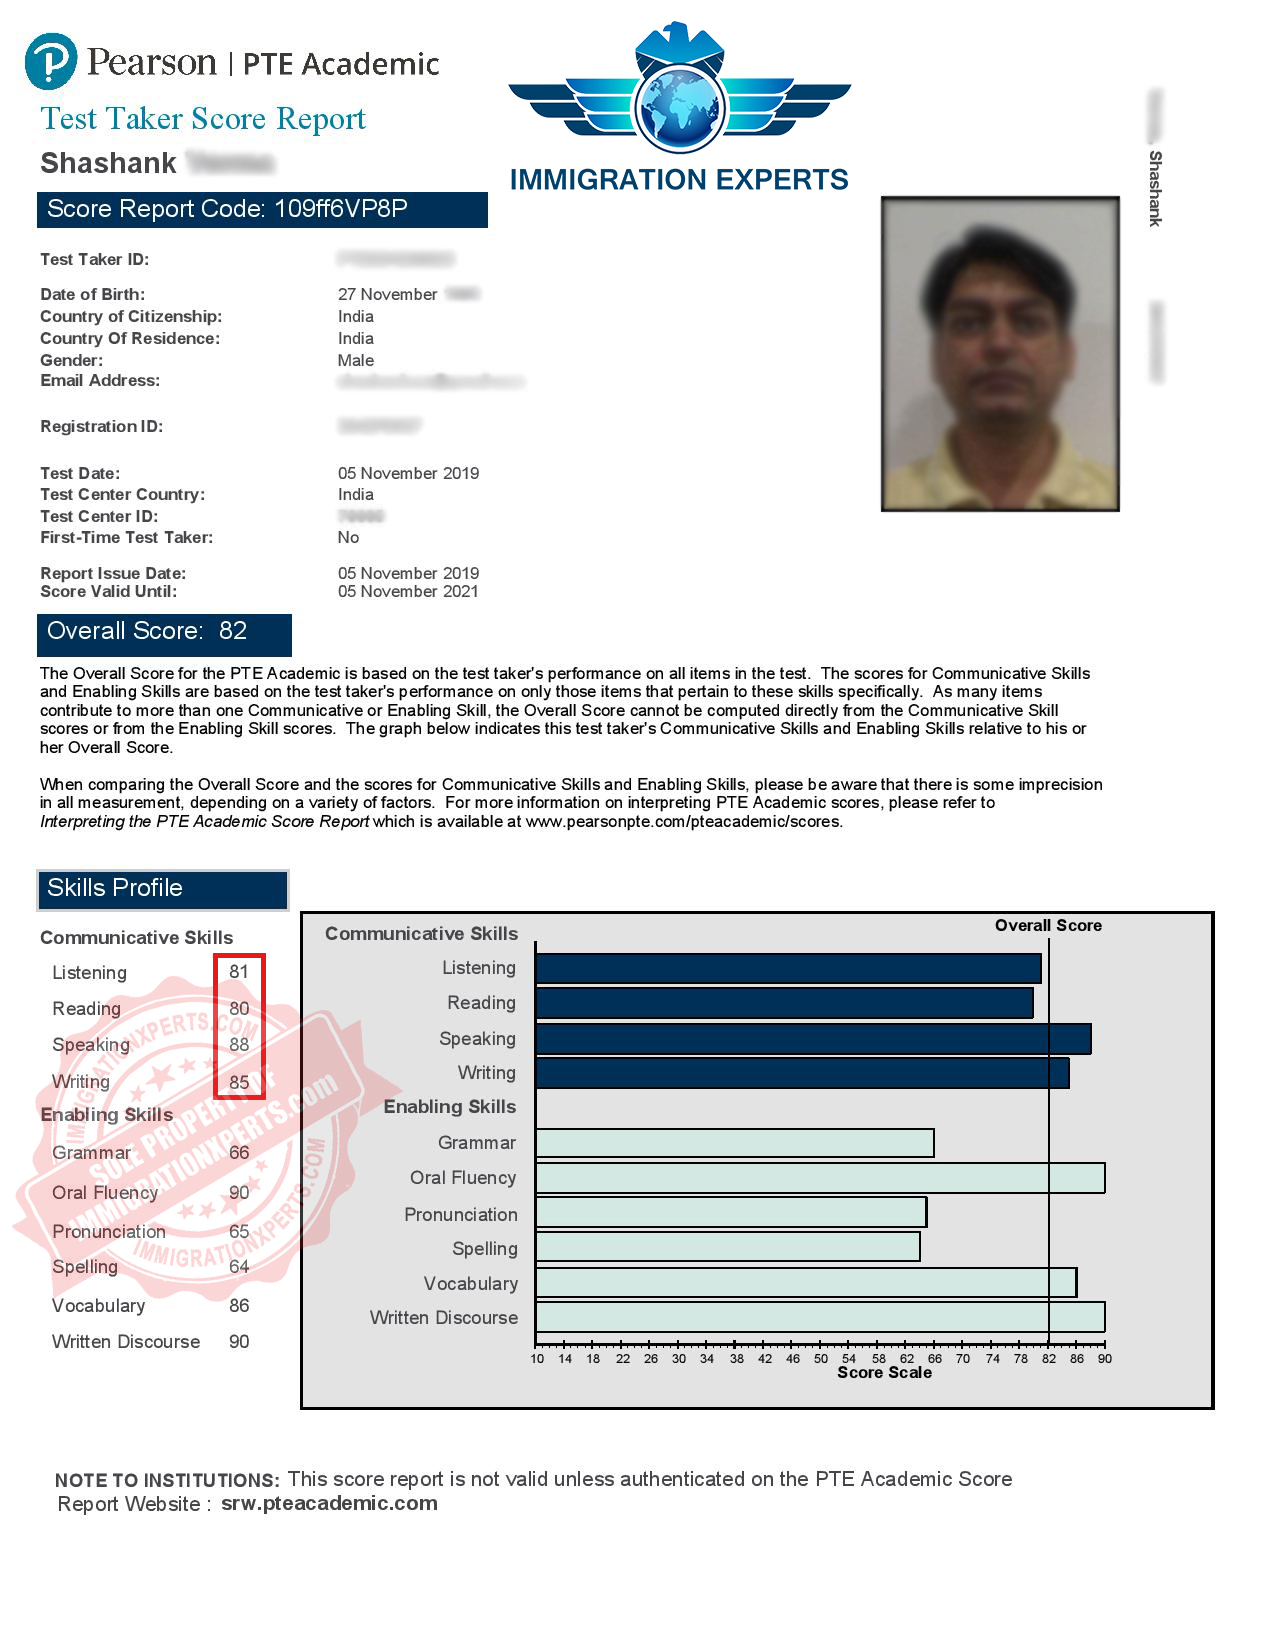 Pearson | PTE Academic
Test Taker Score Report
Shashank
IMMIGRATION EXPERTS
Shashank
Score Report Code: 109ff6VP8P
Test Taker ID:
Date of Birth: 27 November
Country of Citizenship: India
Country Of Residence: India
Gender: Male
Email Address:
Registration ID:
Test Date: 05 November 2019
Test Center Country: India
Test Center ID:
First-Time Test Taker: No
Report Issue Date: 05 November 2019
Score Valid Until: 05 November 2021
Overall Score: 82
The Overall Score for the PTE Academic is based on the test taker's performance on all items in the test. The scores for Communicative Skills
and Enabling Skills are based on the test taker's performance on only those items that pertain to these skills specifically. As many items
contribute to more than one Communicative or Enabling Skill, the Overall Score cannot be computed directly from the Communicative Skill
scores or from the Enabling Skill scores. The graph below indicates this test taker's Communicative Skills and Enabling Skills relative to his or
her Overall Score.
When comparing the Overall Score and the scores for Communicative Skills and Enabling Skills, please be aware that there is some imprecision
in all measurement, depending on a variety of factors. For more information on interpreting PTE Academic scores, please refer to
Interpreting the PTE Academic Score Report which is available at www.pearsonpte.com/pteacademic/scores.
Skills Profile
Communicative Skills
Listening 81
Reading 80
Speaking 88
Writing 85
Enabling Skills
Grammar 66
Oral Fluency 90
Pronunciation 65
Spelling 64
Vocabulary 86
Written Discourse 90
IMMIGRATIONXPERTS.COM
SOLE PROPERTY OF
IMMIGRATIONXPERTS.com
IMMIGRATIONXPERTS.COM
Overall Score
Communicative Skills
Listening
Reading
Speaking
Writing
Enabling Skills
Grammar
Oral Fluency
Pronunciation
Spelling
Vocabulary
Written Discourse
10 14 18 22 26 30 34 38 42 46 50 54 58 62 66 70 74 78 82 86 90
Score Scale
NOTE TO INSTITUTIONS: This score report is not valid unless authenticated on the PTE Academic Score
Report Website : srw.pteacademic.com